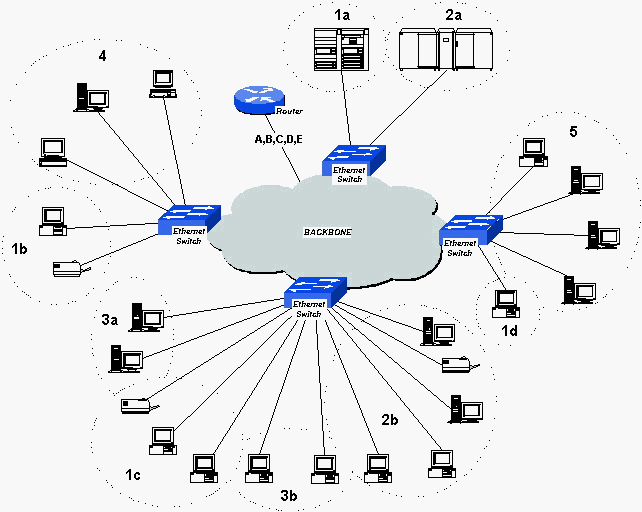 1a
2a
4
Router
A,B,C,D,E
5
Ethernet
Switch
1b
Ethernet
Switch
BACKBONE
Ethernet
Switch
3a
Ethernet
Switch
1d
2b
1c
3b